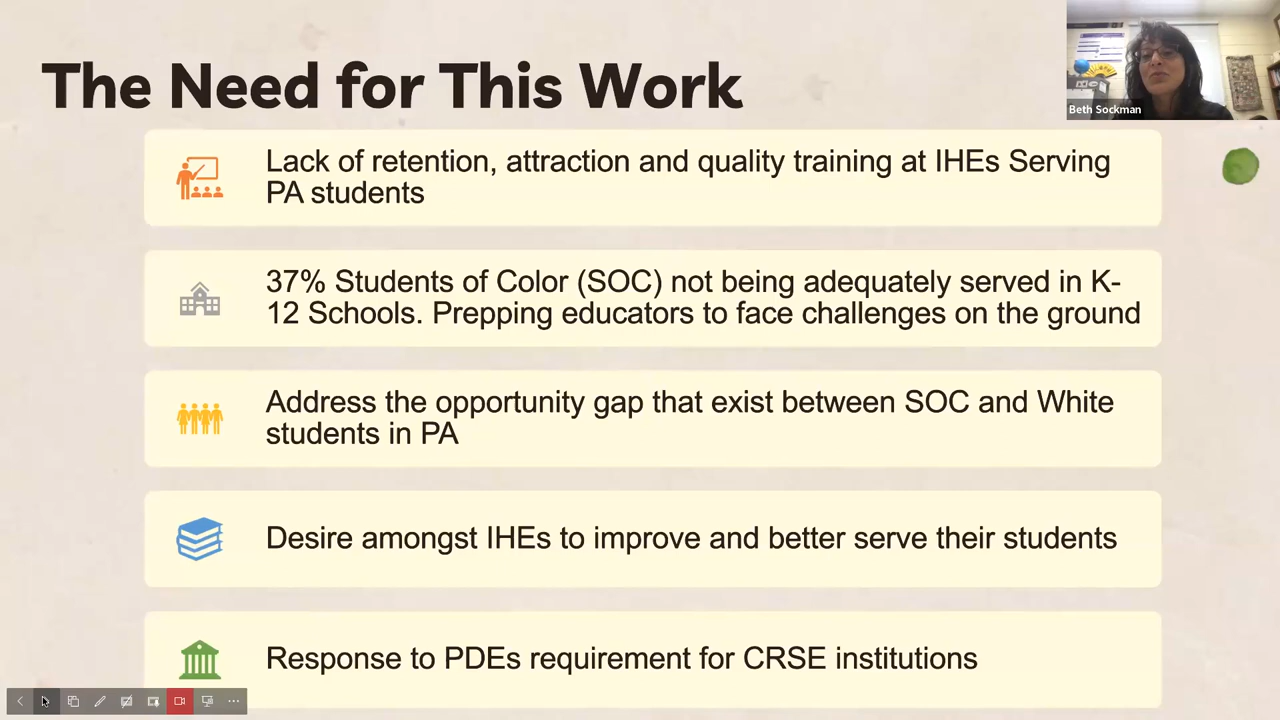 The Need for This Work
Beth Sockman
Lack of retention, attraction and quality training at IHEs Serving
PA students
37% Students of Color (SOC) not being adequately served in K-
12 Schools. Prepping educators to face challenges on the ground
Address the opportunity gap that exist between SOC and White
students in PA
Desire amongst IHEs to improve and better serve their students
Response to PDEs requirement for CRSE institutions